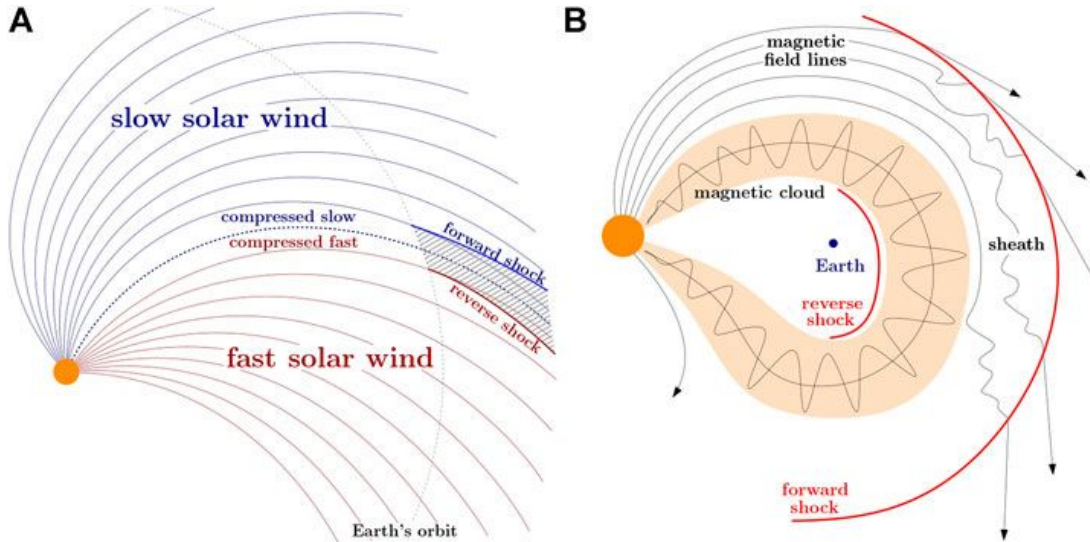 A
slow solar wind
compressed slow
compressed fast
forward shock
reverse shock
fast solar wind
Earth's orbit
B
magnetic
field lines
magnetic cloud
sheath
Earth
reverse
shock
forward
shock